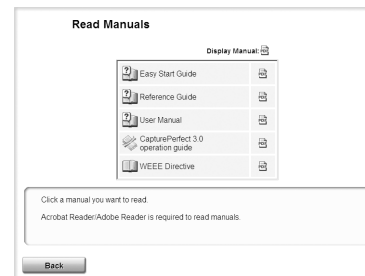 Read Manuals
Display Manual:
Easy Start Guide
Reference Guide
User Manual
CapturePerfect 3.0
operation guide
WEEE Directive
Click a manual you want to read.
Acrobat Reader/Adobe Reader is required to read manuals.
Back